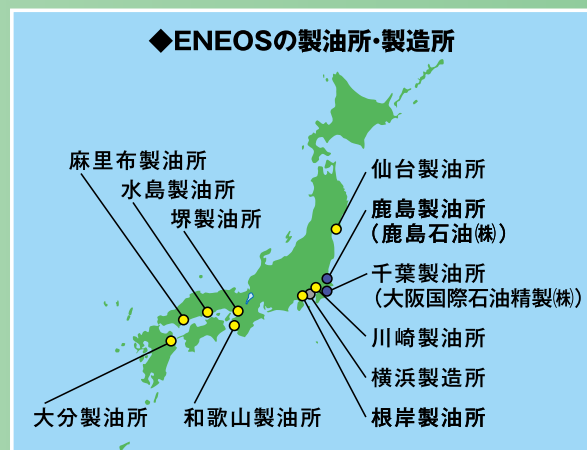 ◆ENEOSの製油所・製造所
麻里布製油所
水島製油所
堺製油所
仙台製油所
鹿島製油所
（鹿島石油㈱）
千葉製油所
（大阪国際石油精製㈱）
川崎製油所
横浜製造所
根岸製油所
大分製油所
和歌山製油所